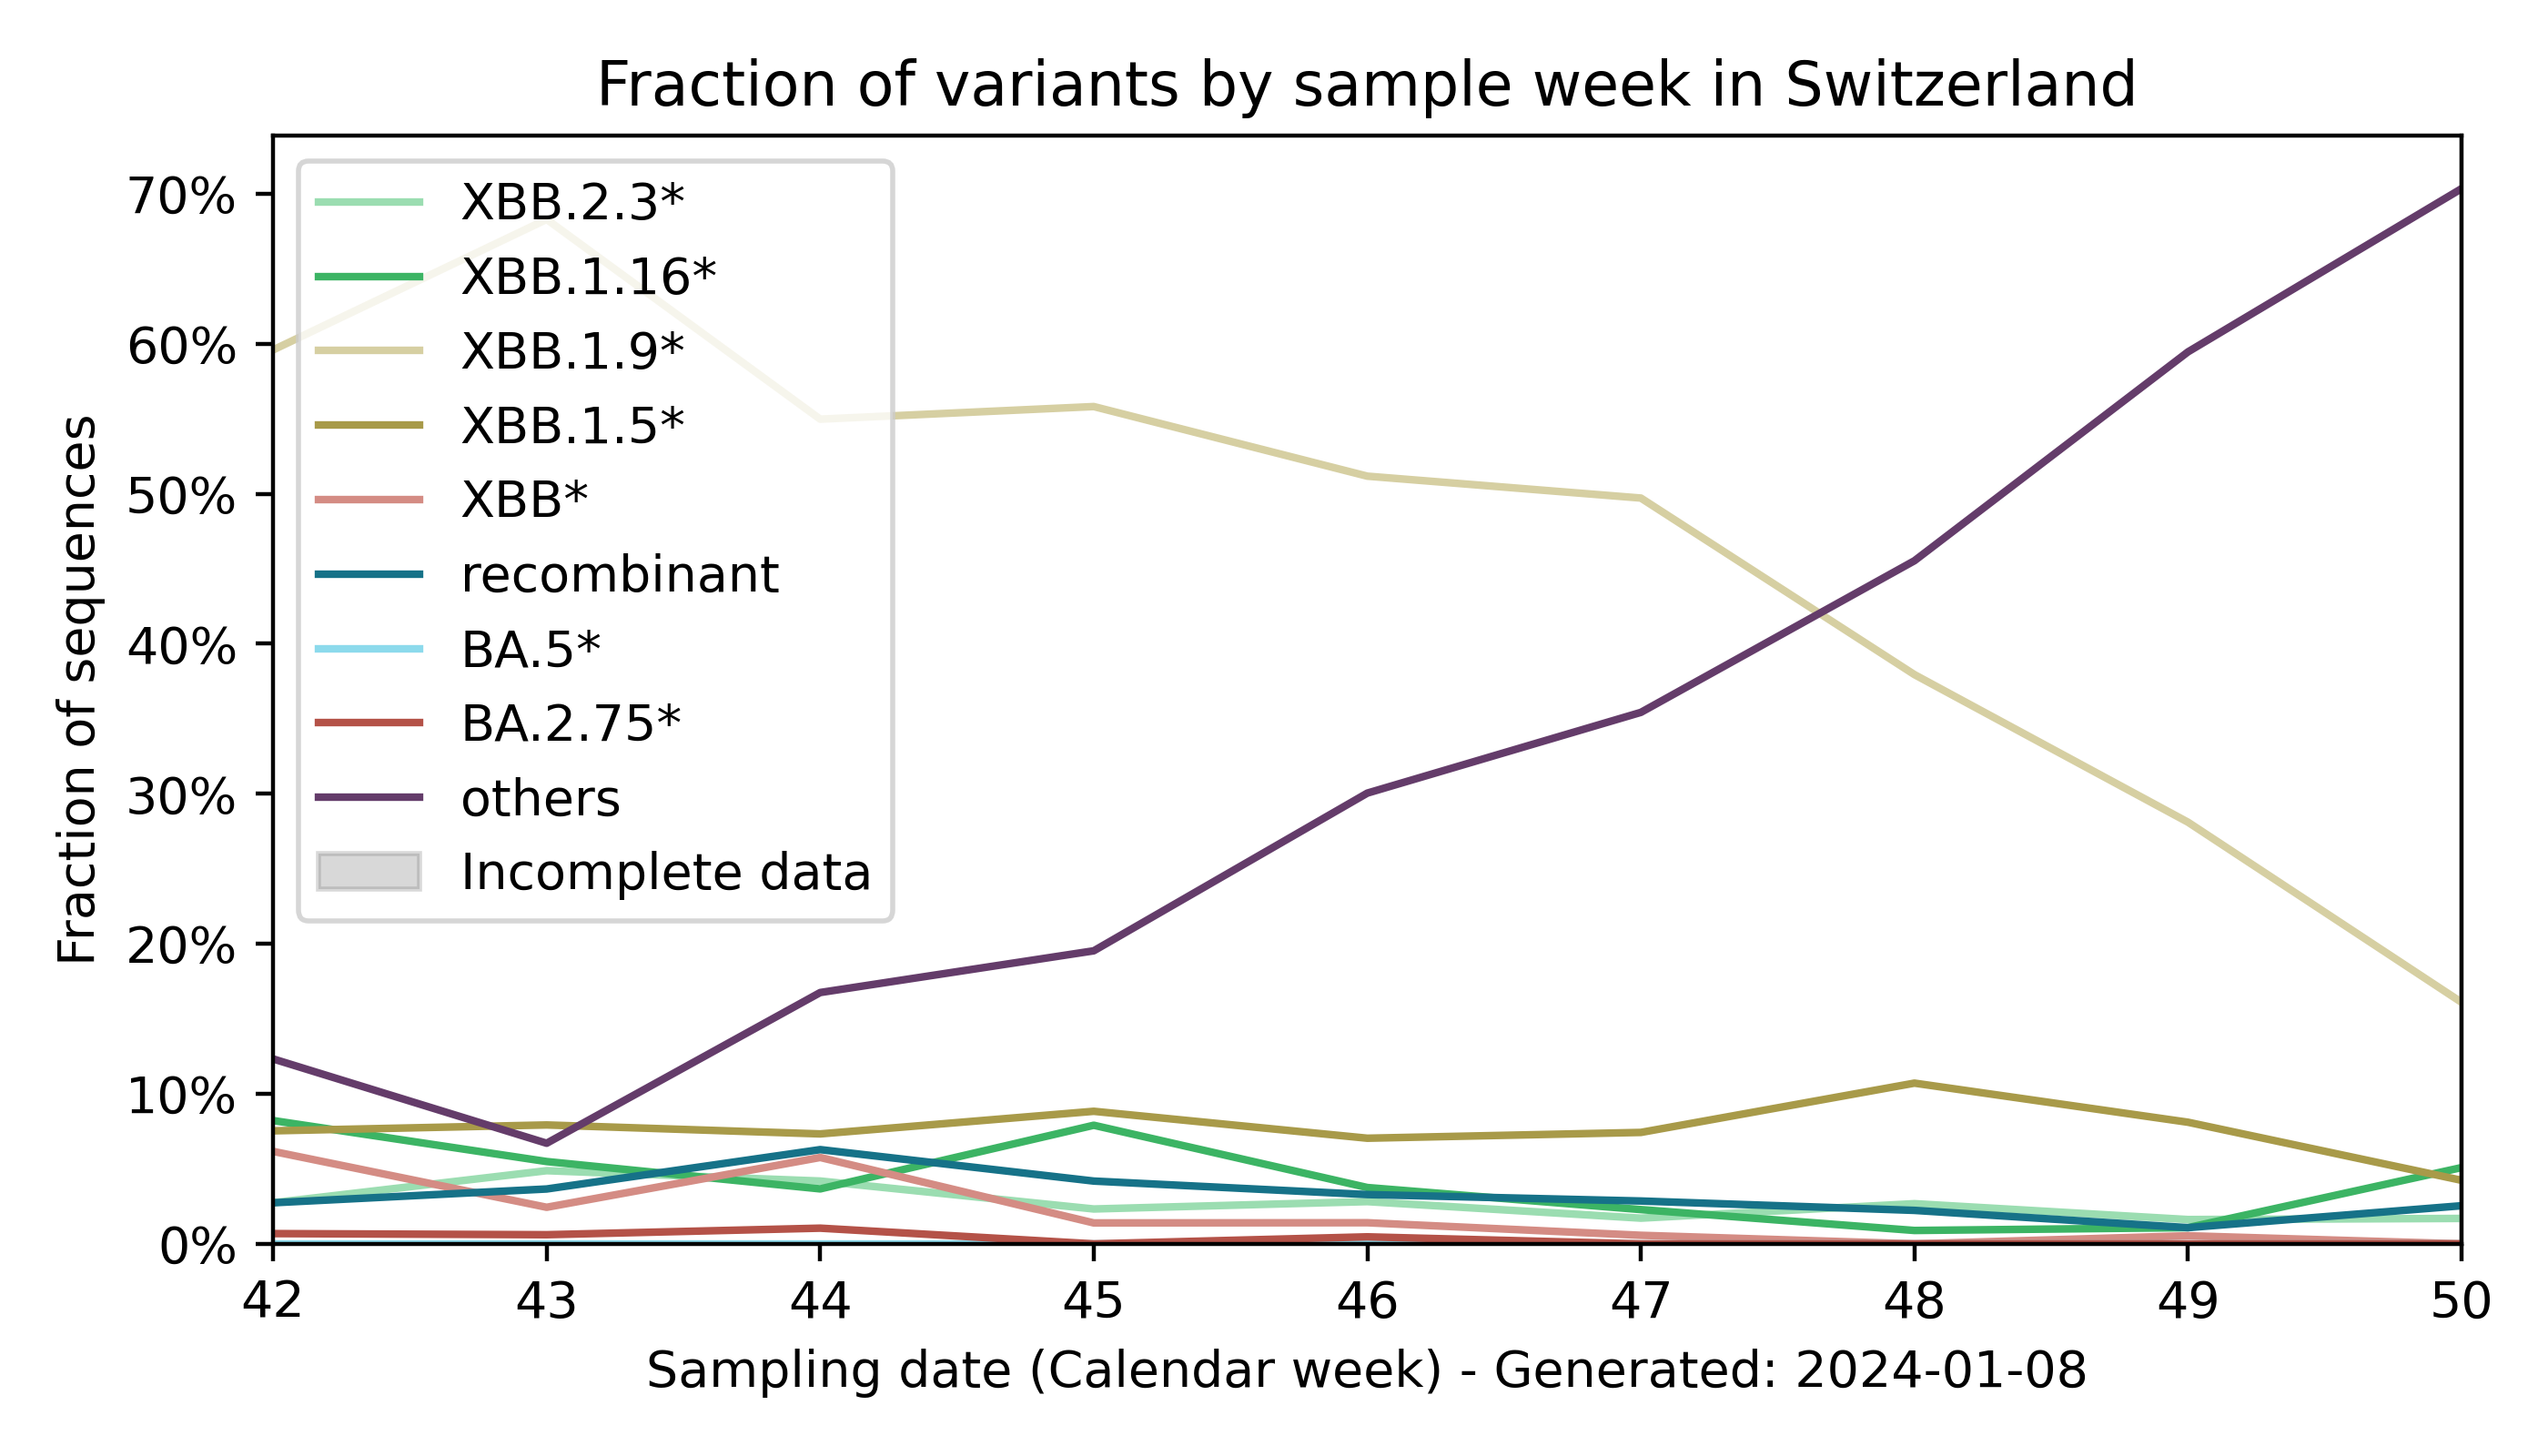 Fraction of variants by sample week in Switzerland
70%
60%
50%
40%
30%
20%
10%
0%
Fraction of sequences
XBB.2.3*
XBB.1.16*
XBB.1.9*
XBB.1.5*
XBB*
recombinant
BA.5*
BA.2.75*
others
Incomplete data
42 43 44 45 46 47 48 49 50
Sampling date (Calendar week) - Generated: 2024-01-08